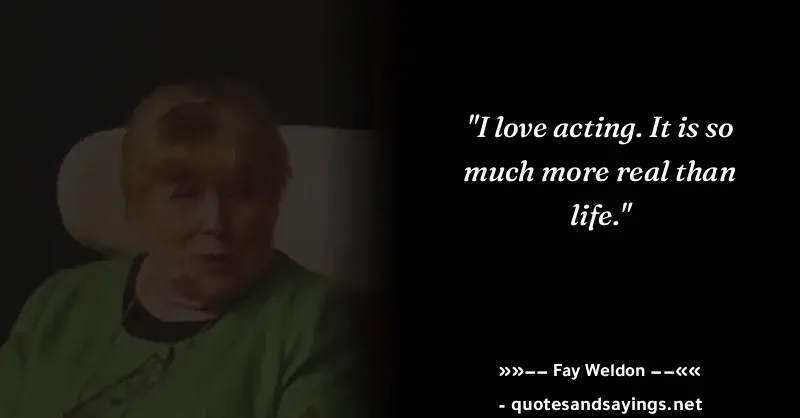 "I love acting. It is so
much more real than
life."
»»–– Fay Weldon ––««
- quotesandsayings.net